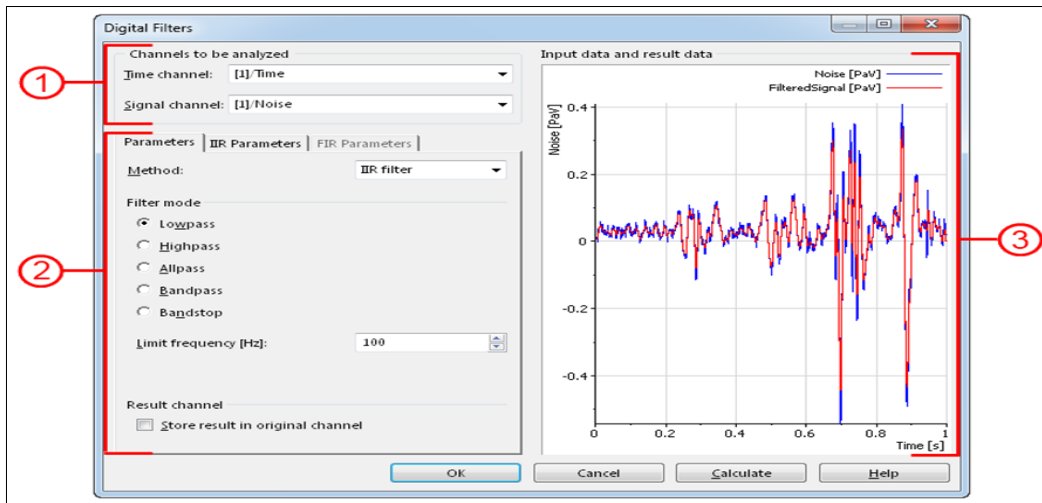 Digital Filters
1
Channels to be analyzed
Time channel: [1]/Time
Signal channel: [1]/Noise
2
Parameters IIR Parameters FIR Parameters
Method: IIR filter
Filter mode
Lowpass
Highpass
Allpass
Bandpass
Bandstop
Limit frequency [Hz]: 100
Result channel
Store result in original channel
Input data and result data
Noise [PaV]
FilteredSignal [PaV]
Noise [PaV]
0.4
0.2
0
-0.2
-0.4
0 0.2 0.4 0.6 0.8 1
Time [s]
3
OK Cancel Calculate Help